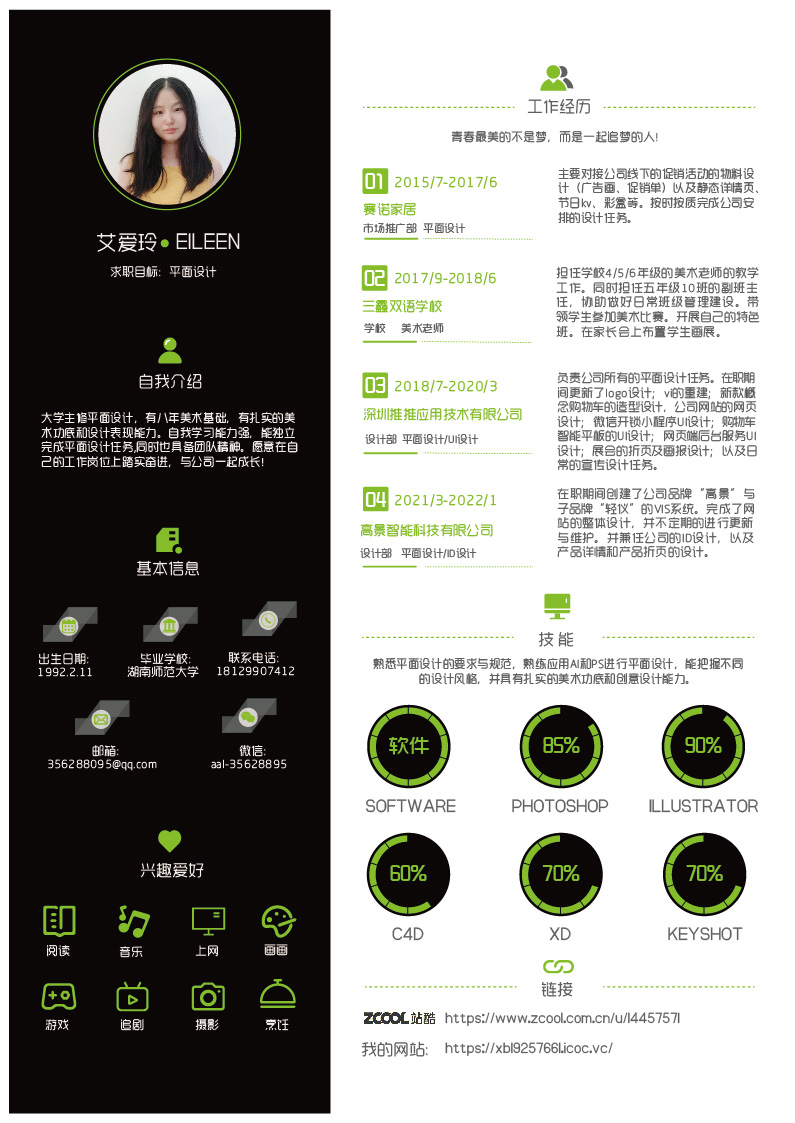 艾爱玲•EILEEN
求职目标：平面设计
自我介绍
大学主修平面设计，有八年美术基础，有扎实的美
术功底和设计表现能力。自我学习能力强，能独立
完成平面设计任务,同时也具备团队精神。愿意在自
己的工作岗位上踏实奋进，与公司一起成长!
基本信息
出生日期:
1992.2.11
毕业学校:
湖南师范大学
联系电话:
18129907412
邮箱:
356288095@qq.com
微信:
aal-35628895
兴趣爱好
阅读
音乐
上网
画画
游戏
追剧
摄影
烹饪
工作经历
青春最美的不是梦，而是一起追梦的人!
01 2015/7-2017/6
赛诺家居
市场推广部 平面设计
主要对接公司线下的促销活动的物料设
计（广告画、促销单）以及静态详情页、
节日kv、彩盒等。按时按质完成公司安
排的设计任务。
02 2017/9-2018/6
三鑫双语学校
学校 美术老师
担任学校4/5/6年级的美术老师的教学
工作。同时担任五年级10班的副班主
任，协助做好日常班级管理建设。带
领学生参加美术比赛。开展自己的特色
班。在家长会上布置学生画展。
03 2018/7-2020/3
深圳推推应用技术有限公司
设计部 平面设计/UI设计
负责公司所有的平面设计任务。在职期
间更新了logo设计；vi的重建；新款概
念购物车的造型设计，公司网站的网页
设计；微信开锁小程序UI设计；购物车
智能平板的UI设计；网页端后台服务UI
设计；展会的折页及画报设计；以及日
常的宣传设计任务。
04 2021/3-2022/1
高景智能科技有限公司
设计部 平面设计/ID设计
在职期间创建了公司品牌“高景”与
子品牌“轻仪”的VIS系统。完成了网
站的整体设计，并不定期的进行更新
与维护。并兼任公司的ID设计，以及
产品详情和产品折页的设计。
技能
熟悉平面设计的要求与规范，熟练应用AI和PS进行平面设计，能把握不同
的设计风格，并具有扎实的美术功底和创意设计能力。
软件
SOFTWARE
85%
PHOTOSHOP
90%
ILLUSTRATOR
60%
C4D
70%
XD
70%
KEYSHOT
链接
ZCOOL站酷 https://www.zcool.com.cn/u/14457571
我的网站: https://xb19257661.icoc.vc/